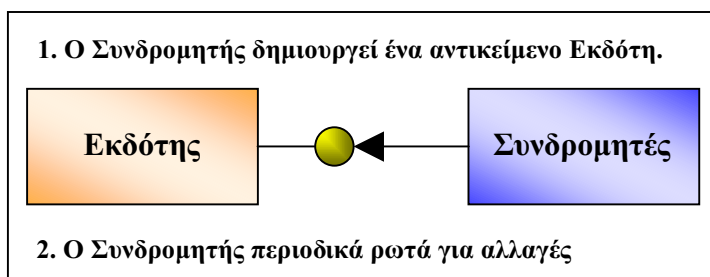 1. Ο Συνδρομητής δημιουργεί ένα αντικείμενο Εκδότη.
Εκδότης
Συνδρομητές
2. Ο Συνδρομητής περιοδικά ρωτά για αλλαγές